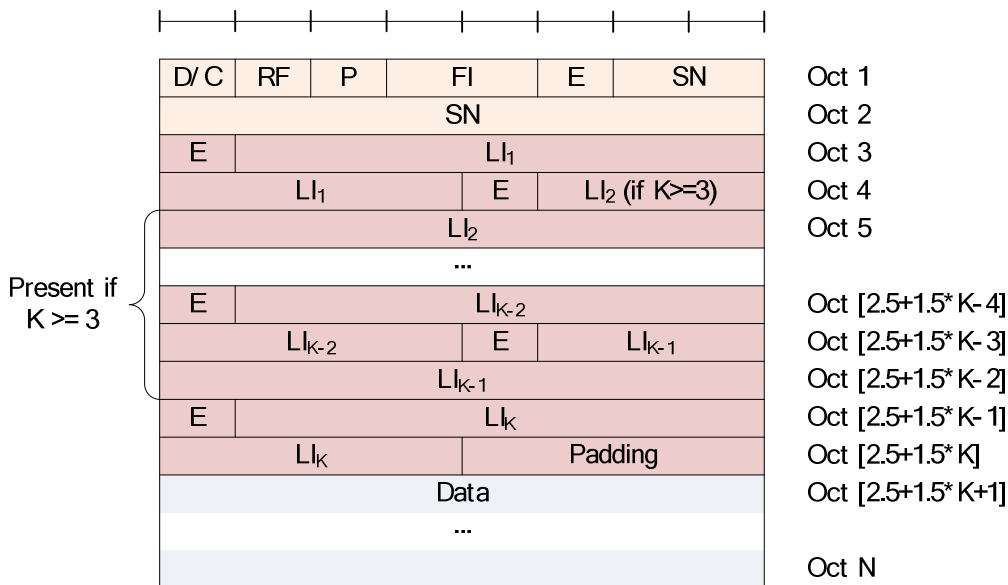 D/C RF P FI E SN Oct 1
SN Oct 2
E LI1 Oct 3
LI1 E LI2 (if K>=3) Oct 4
LI2 Oct 5
...
Present if
K >= 3
E LIK-2 Oct [2.5+1.5*K-4]
LIK-2 E LIK-1 Oct [2.5+1.5*K-3]
LIK-1 Oct [2.5+1.5*K-2]
E LIK Oct [2.5+1.5*K-1]
LIK Padding Oct [2.5+1.5*K]
Data Oct [2.5+1.5*K+1]
...
Oct N